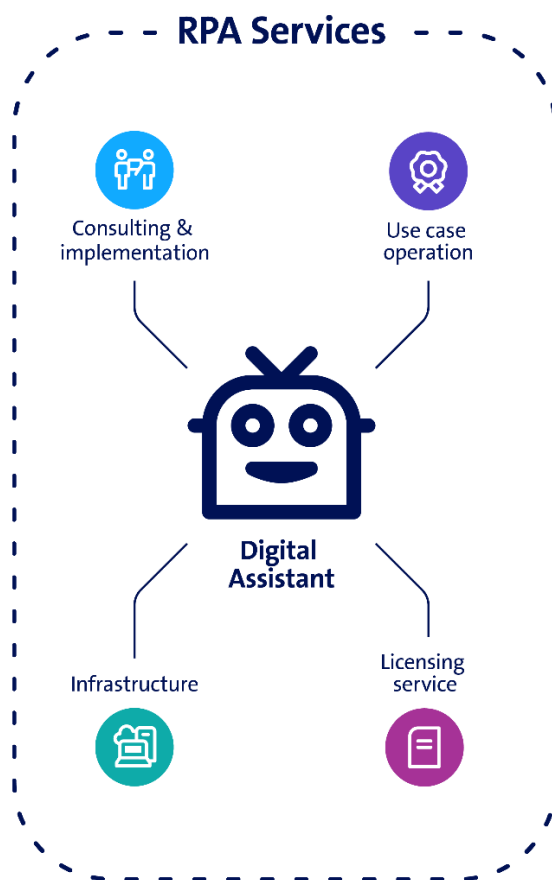 RPA Services
Consulting &
implementation
Use case
operation
Digital
Assistant
Infrastructure
Licensing
service